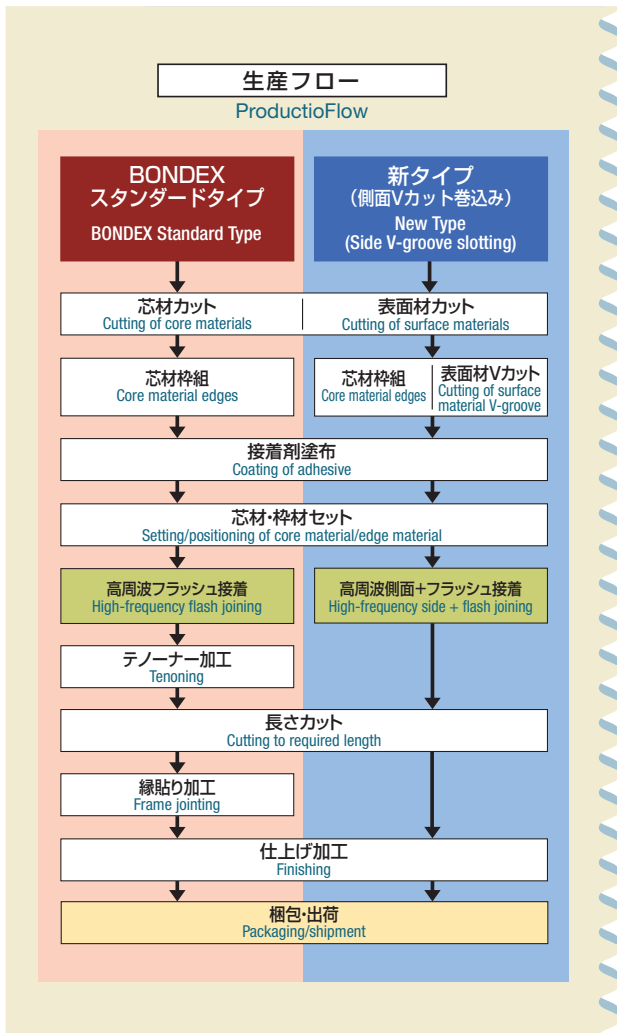 生産フロー
ProductioFlow
BONDEX
スタンダードタイプ
BONDEX Standard Type
新タイプ
（側面Vカット巻込み）
New Type
(Side V-groove slotting)
芯材カット
Cutting of core materials
表面材カット
Cutting of surface materials
芯材枠組
Core material edges
芯材枠組
Core material edges
表面材Vカット
Cutting of surface
material V-groove
接着剤塗布
Coating of adhesive
芯材・枠材セット
Setting/positioning of core material/edge material
高周波フラッシュ接着
High-frequency flash joining
高周波側面+フラッシュ接着
High-frequency side + flash joining
テノーナー加工
Tenoning
長さカット
Cutting to required length
縁貼り加工
Frame jointing
仕上げ加工
Finishing
梱包・出荷
Packaging/shipment